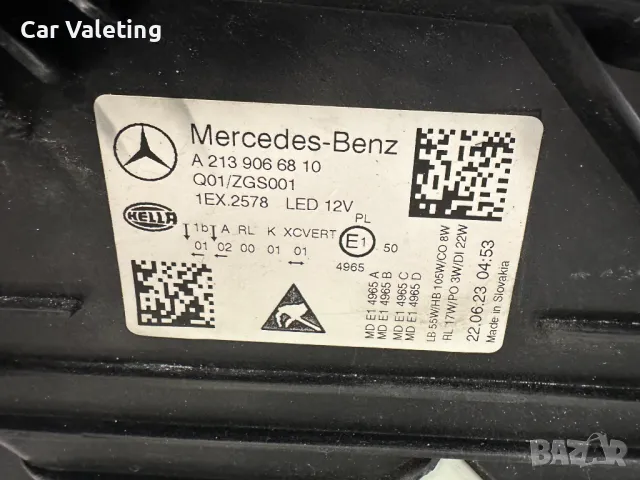 Car Valeting
Mercedes-Benz
A 213 906 68 10
Q01/ZGS001
1EX.2578 LED 12V
HELLA
1b A RL K XCVERT
01 02 00 01 01
PL
E1
50
4965
MD E1 4965 A
MD E1 4965 B
MD E1 4965 C
MD E1 4965 D
LB 55W/HB 105W/CO 8W
RL 17W/PO 3W/DI 22W
22.06.23 04:53
Made in Slovakia
BAZAR